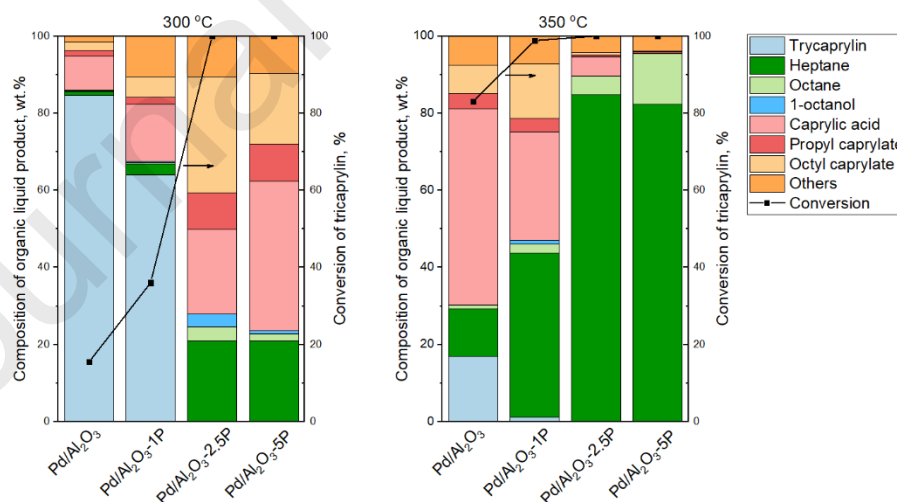 300 °C
Composition of organic liquid product, wt.%
100
80
60
40
20
0
100
80
60
40
20
0
Conversion of tricaprylin, %
Pd/Al₂O₃
Pd/Al₂O₃-1P
Pd/Al₂O₃-2.5P
Pd/Al₂O₃-5P
350 °C
Composition of organic liquid product, wt.%
100
80
60
40
20
0
100
80
60
40
20
0
Conversion of tricaprylin, %
Pd/Al₂O₃
Pd/Al₂O₃-1P
Pd/Al₂O₃-2.5P
Pd/Al₂O₃-5P
Trycaprylin
Heptane
Octane
1-octanol
Caprylic acid
Propyl caprylate
Octyl caprylate
Others
Conversion